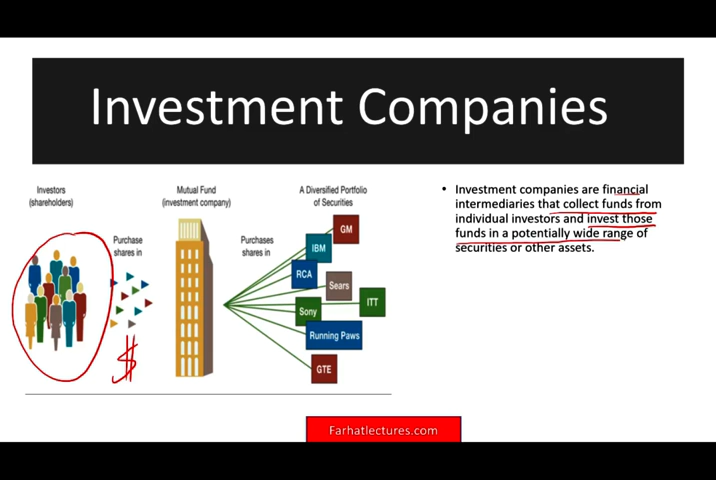 Investment Companies
Investors
(shareholders)
Purchase
shares in
Mutual Fund
(investment company)
Purchases
shares in
A Diversified Portfolio
of Securities
GM
IBM
RCA
Sears
ITT
Sony
Running Paws
GTE
$
• Investment companies are financial
intermediaries that collect funds from
individual investors and invest those
funds in a potentially wide range of
securities or other assets.
Farhatlectures.com